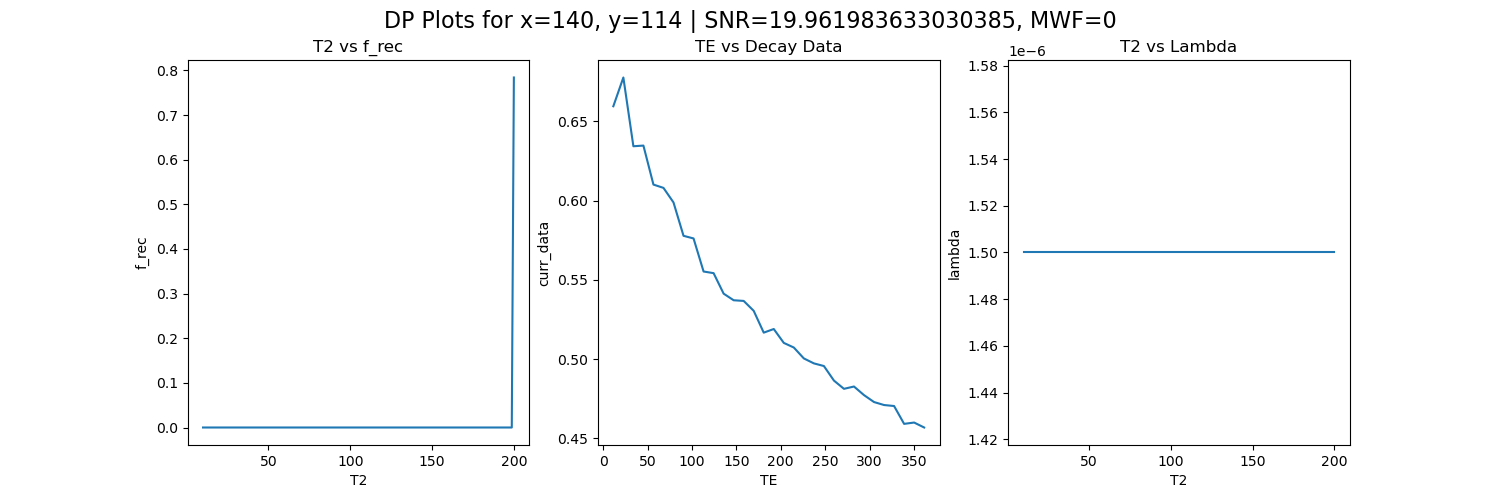 DP Plots for x=140, y=114 | SNR=19.961983633030385, MWF=0
T2 vs f_rec
0.8
0.7
0.6
0.5
0.4
0.3
0.2
0.1
0.0
f_rec
50 100 150 200
T2
TE vs Decay Data
0.65
0.60
0.55
0.50
0.45
curr_data
0 50 100 150 200 250 300 350
TE
T2 vs Lambda
1e−6
1.58
1.56
1.54
1.52
1.50
1.48
1.46
1.44
1.42
lambda
50 100 150 200
T2